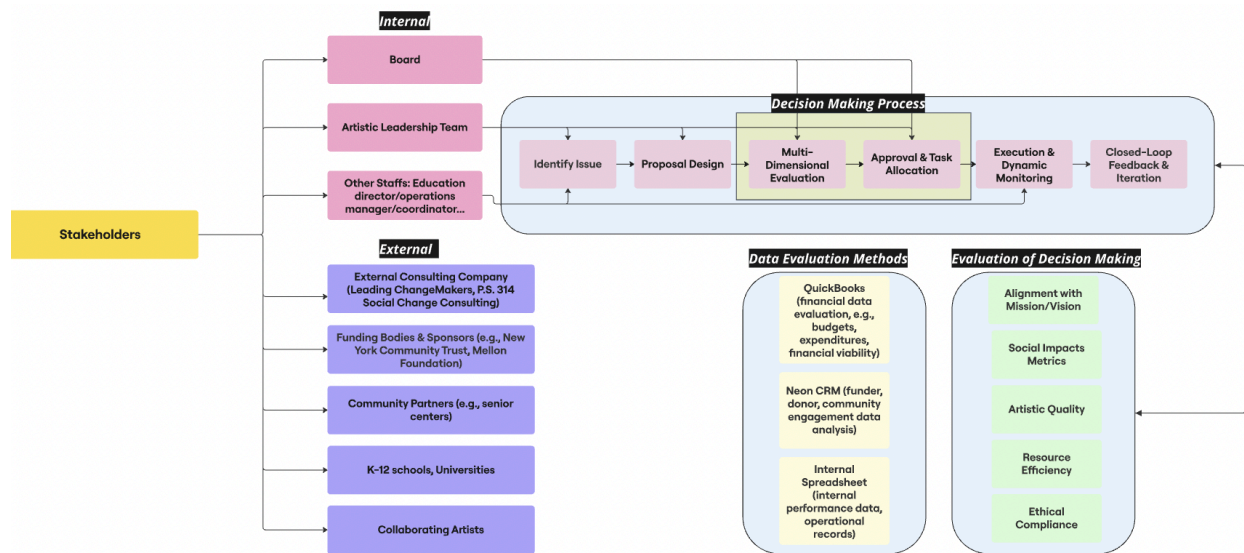 Internal
Board
Artistic Leadership Team
Other Staffs: Education
director/operations
manager/coordinator...
Stakeholders
External
External Consulting Company
(Leading ChangeMakers, P.S. 314
Social Change Consulting)
Funding Bodies & Sponsors (e.g., New
York Community Trust, Mellon
Foundation)
Community Partners (e.g., senior
centers)
K-12 schools, Universities
Collaborating Artists
Decision Making Process
Identify Issue
Proposal Design
Multi-
Dimensional
Evaluation
Approval & Task
Allocation
Execution &
Dynamic
Monitoring
Closed-Loop
Feedback &
Iteration
Data Evaluation Methods
QuickBooks
(financial data
evaluation, e.g.,
budgets,
expenditures,
financial viability)
Neon CRM (funder,
donor, community
engagement data
analysis)
Internal
Spreadsheet
(internal
performance data,
operational
records)
Evaluation of Decision Making
Alignment with
Mission/Vision
Social Impacts
Metrics
Artistic Quality
Resource
Efficiency
Ethical
Compliance